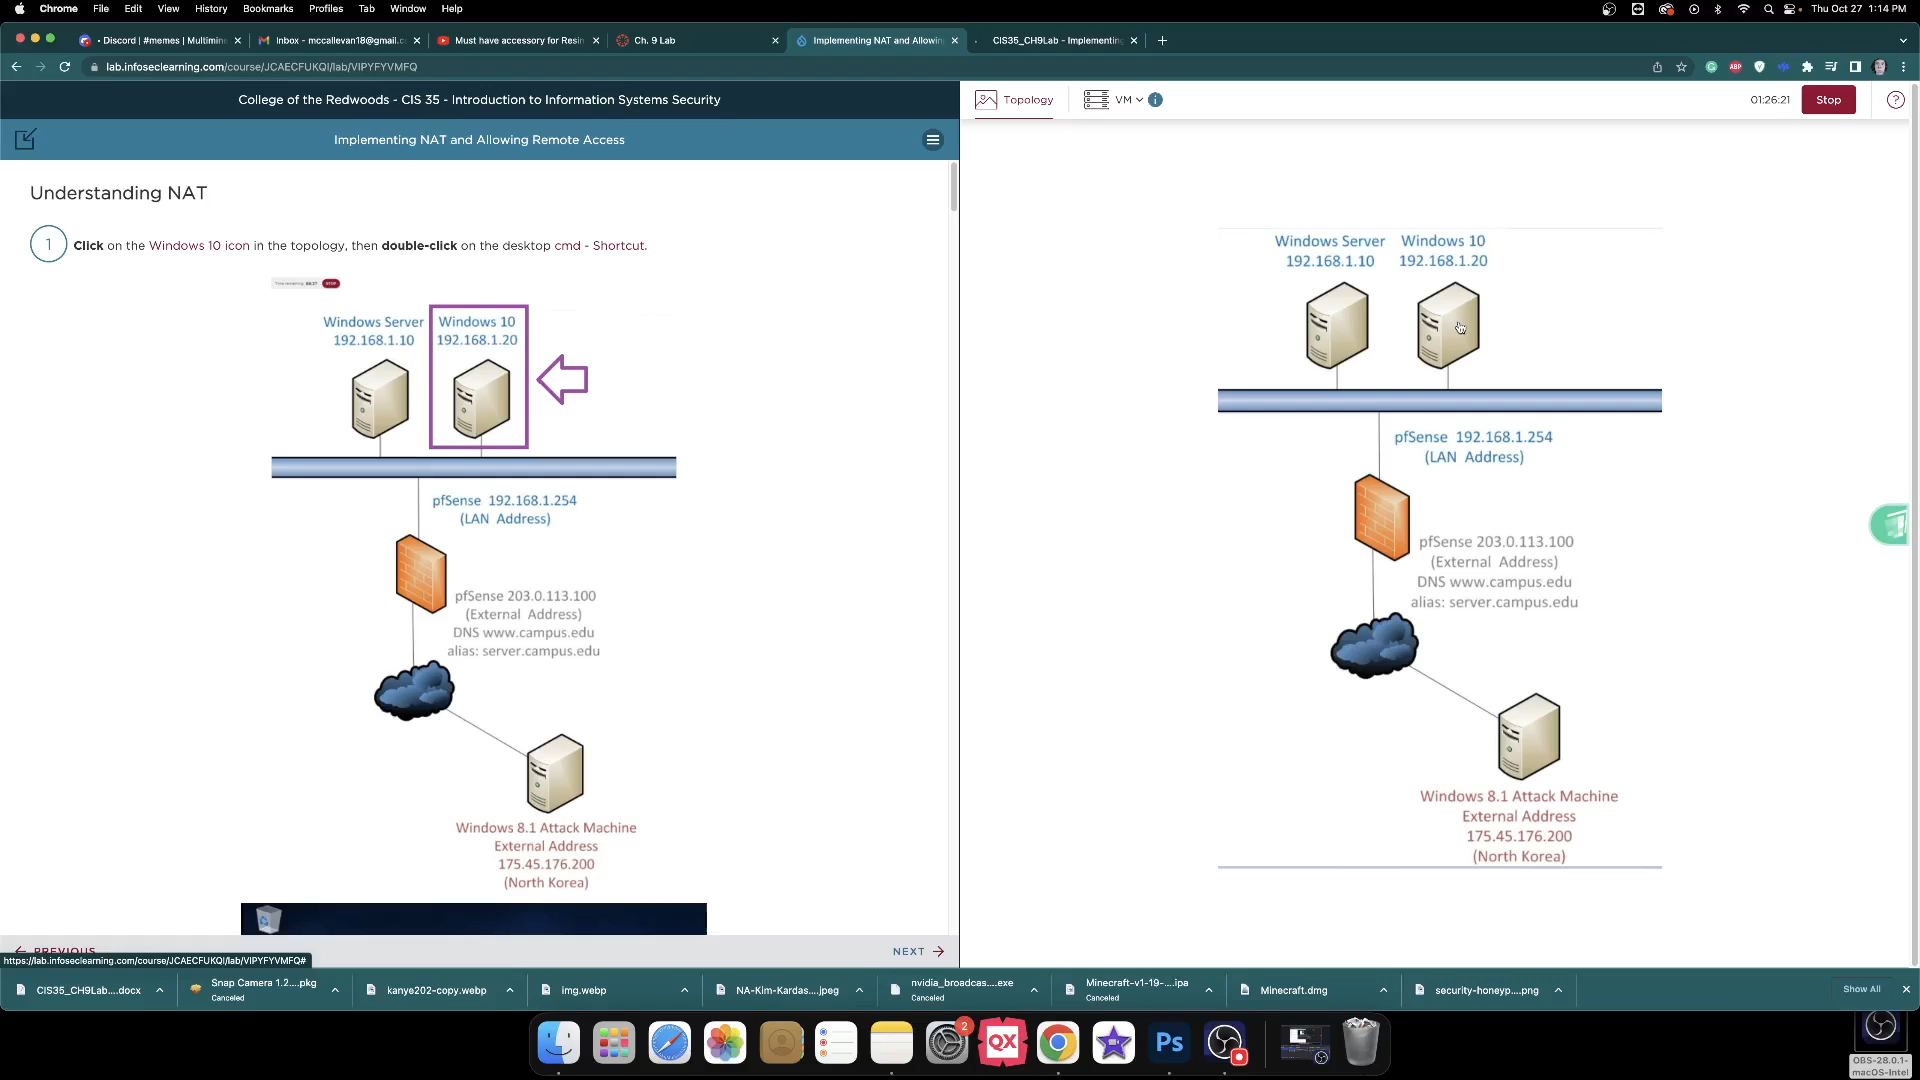 Chrome File Edit View History Bookmarks Profiles Tab Window Help
Thu Oct 27 1:14 PM
• Discord | #memes | Multimine
Inbox - mccallevan18@gmail.c
Must have accessory for Resin
Ch. 9 Lab
Implementing NAT and Allowin
CIS35_CH9Lab - Implementing
lab.infoseclearning.com/course/JCAECFUKQI/lab/VIPYFYVMFQ
ABP
College of the Redwoods - CIS 35 - Introduction to Information Systems Security
Implementing NAT and Allowing Remote Access
Understanding NAT
1 Click on the Windows 10 icon in the topology, then double-click on the desktop cmd - Shortcut.
STOP
Windows Server
192.168.1.10
Windows 10
192.168.1.20
pfSense 192.168.1.254
(LAN Address)
pfSense 203.0.113.100
(External Address)
DNS www.campus.edu
alias: server.campus.edu
Windows 8.1 Attack Machine
External Address
175.45.176.200
(North Korea)
PREVIOUS
NEXT
https://lab.infoseclearning.com/course/JCAECFUKQI/lab/VIPYFYVMFQ#
Topology
VM
01:26:21
Stop
Windows Server
192.168.1.10
Windows 10
192.168.1.20
pfSense 192.168.1.254
(LAN Address)
pfSense 203.0.113.100
(External Address)
DNS www.campus.edu
alias: server.campus.edu
Windows 8.1 Attack Machine
External Address
175.45.176.200
(North Korea)
CIS35_CH9Lab....docx
Snap Camera 1.2....pkg
Canceled
kanye202-copy.webp
img.webp
NA-Kim-Kardas....jpeg
nvidia_broadcas....exe
Canceled
Minecraft-v1-19-....ipa
Canceled
Minecraft.dmg
security-honeyp....png
Show All
2
QX
Ps
OBS-28.0.1-
macOS-Intel